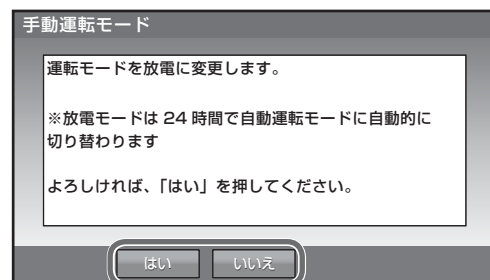 手動運転モード
運転モードを放電に変更します。
※放電モードは 24 時間で自動運転モードに自動的に
切り替わります
よろしければ、「はい」を押してください。
はい いいえ